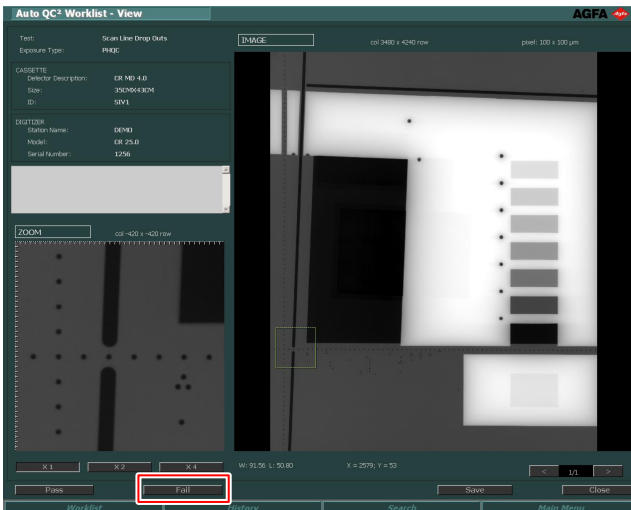 Auto QC² Worklist - View
AGFA
Test: Scan Line Drop Outs
Exposure Type: PHQC
CASSETTE
Detector Description: CR MD 4.0
Size: 35CMX43CM
ID: SIV1
DIGITIZER
Station Name: DEMO
Model: CR 25.0
Serial Number: 1256
IMAGE col 3480 x 4240 row pixel: 100 x 100 µm
ZOOM col -420 x -420 row
X 1 X 2 X 4
W: 91.56 L: 50.80 X = 2579; Y = 53 < 1/1 >
Pass Fail Save Close
Worklist History Search Main Menu